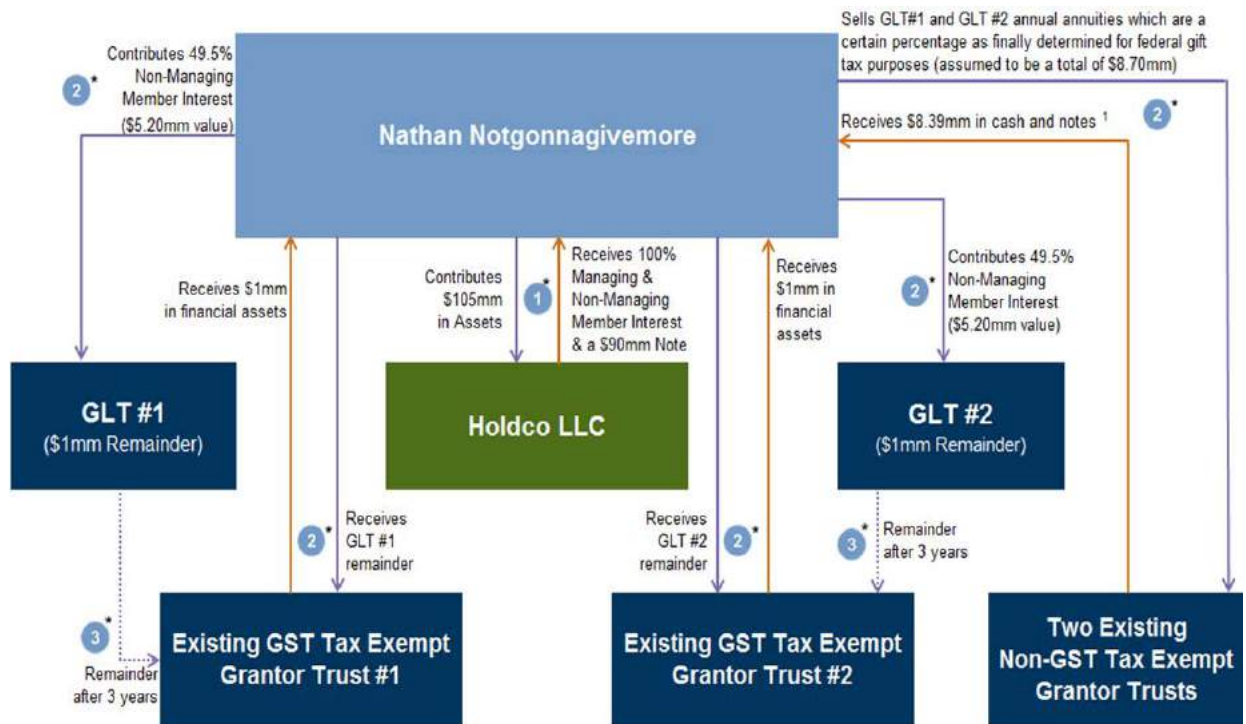 Contributes 49.5%
Non-Managing
Member Interest
($5.20mm value)
2*
Nathan Notgonnagivemore
Sells GLT#1 and GLT #2 annual annuities which are a
certain percentage as finally determined for federal gift
tax purposes (assumed to be a total of $8.70mm)
2*
Receives $8.39mm in cash and notes 1
Receives $1mm
in financial assets
Contributes
$105mm
in Assets
1*
Receives 100%
Managing &
Non-Managing
Member Interest
& a $90mm Note
Receives
$1mm in
financial
assets
2*
Contributes 49.5%
Non-Managing
Member Interest
($5.20mm value)
GLT #1
($1mm Remainder)
Holdco LLC
GLT #2
($1mm Remainder)
2*
Receives
GLT #1
remainder
Receives
GLT #2
remainder
2*
3*
Remainder
after 3 years
3*
Remainder
after 3 years
Existing GST Tax Exempt
Grantor Trust #1
Existing GST Tax Exempt
Grantor Trust #2
Two Existing
Non-GST Tax Exempt
Grantor Trusts